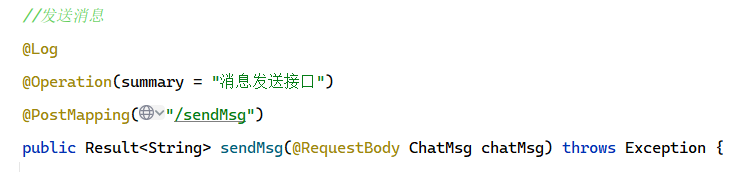 //发送消息
@Log
@Operation(summary = "消息发送接口")
@PostMapping("/sendMsg")
public Result<String> sendMsg(@RequestBody ChatMsg chatMsg) throws Exception {